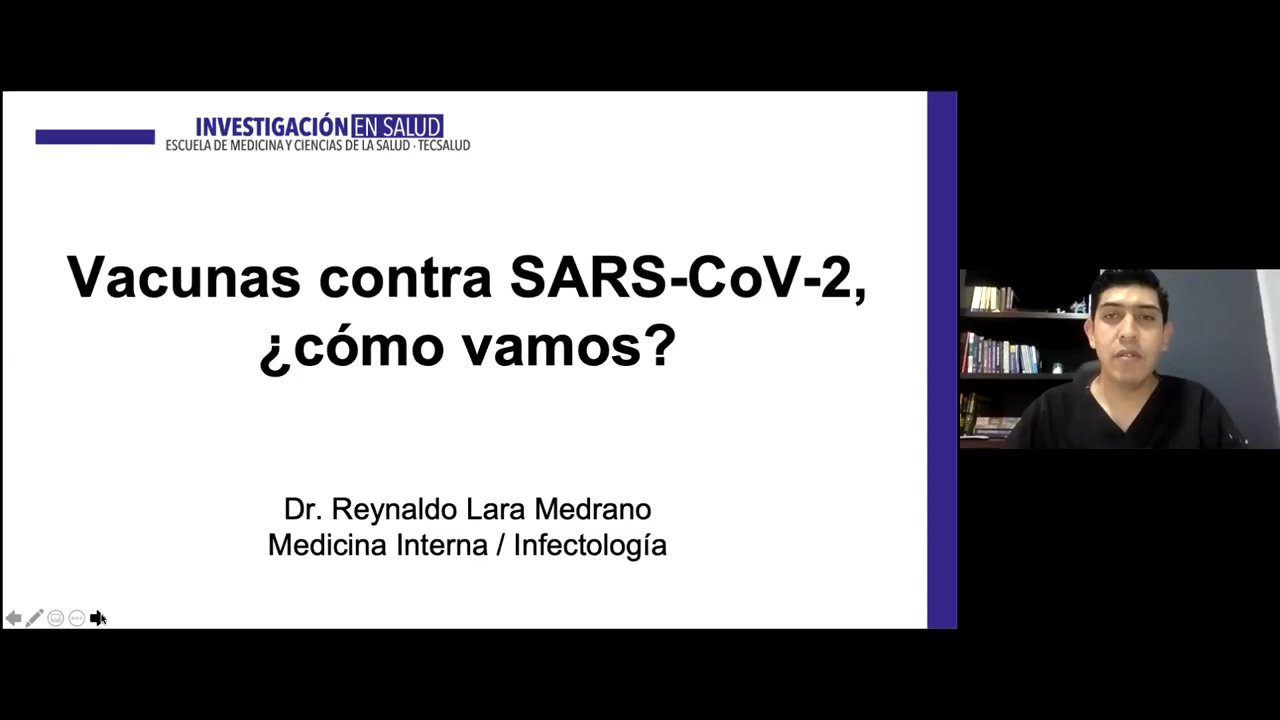 INVESTIGACIÓN EN SALUD
ESCUELA DE MEDICINA Y CIENCIAS DE LA SALUD · TECSALUD
Vacunas contra SARS-CoV-2,
¿cómo vamos?
Dr. Reynaldo Lara Medrano
Medicina Interna / Infectología